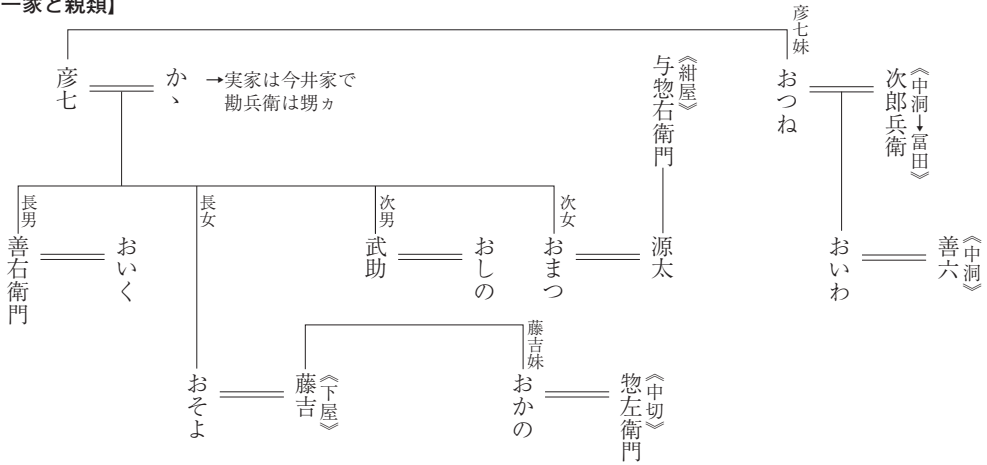 一家と親類】
彦七妹
彦七
かゝ
→実家は今井家で
勘兵衛は甥ヵ
《紺屋》
与惣右衛門
おつね
《中洞→冨田》
次郎兵衛
長男
善右衛門
おいく
長女
次男
武助
おしの
次女
おまつ
源太
おいわ
《中洞》
善六
おそよ
《下屋》
藤吉
藤吉妹
おかの
《中切》
惣左衛門